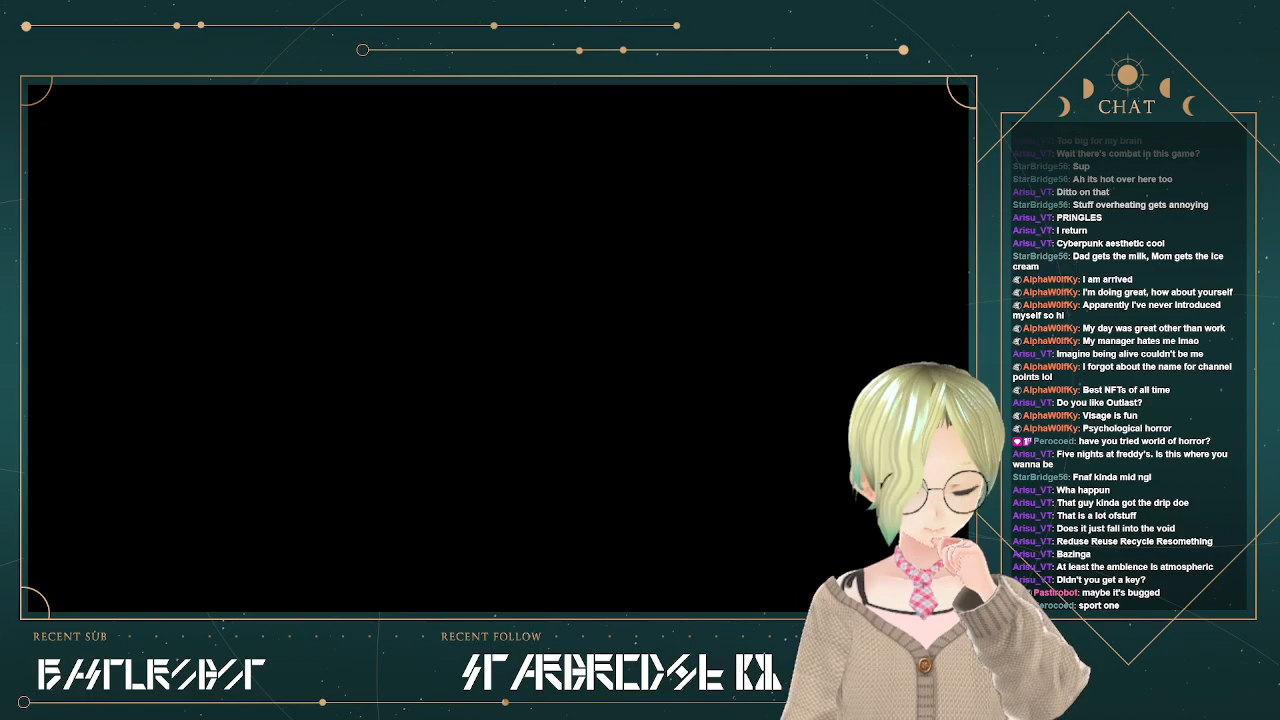 CHAT
Too big for my brain
Arisu_VT: Wait there's combat in this game?
StarBridge56: Sup
StarBridge56: Ah its hot over here too
Arisu_VT: Ditto on that
StarBridge56: Stuff overheating gets annoying
Arisu_VT: PRINGLES
Arisu_VT: I return
Arisu_VT: Cyberpunk aesthetic cool
StarBridge56: Dad gets the milk, Mom gets the ice
cream
AlphaW0lfKy: I am arrived
AlphaW0lfKy: I'm doing great, how about yourself
AlphaW0lfKy: Apparently I've never introduced
myself so hi
AlphaW0lfKy: My day was great other than work
AlphaW0lfKy: My manager hates me lmao
Arisu_VT: Imagine being alive couldn't be me
AlphaW0lfKy: I forgot about the name for channel
points lol
AlphaW0lfKy: Best NFTs of all time
Arisu_VT: Do you like Outlast?
AlphaW0lfKy: Visage is fun
AlphaW0lfKy: Psychological horror
Perocoed: have you tried world of horror?
Arisu_VT: Five nights at freddy's. Is this where you
wanna be
StarBridge56: Fnaf kinda mid ngl
Arisu_VT: Wha happun
Arisu_VT: That guy kinda got the drip doe
Arisu_VT: That is a lot ofstuff
Arisu_VT: Does it just fall into the void
Arisu_VT: Reduse Reuse Recycle Resomething
Arisu_VT: Bazinga
Arisu_VT: At least the ambience is atmospheric
Arisu_VT: DIdn't you get a key?
Pastirobot: maybe it's bugged
Perocoed: sport one
RECENT SUB
RECENT FOLLOW